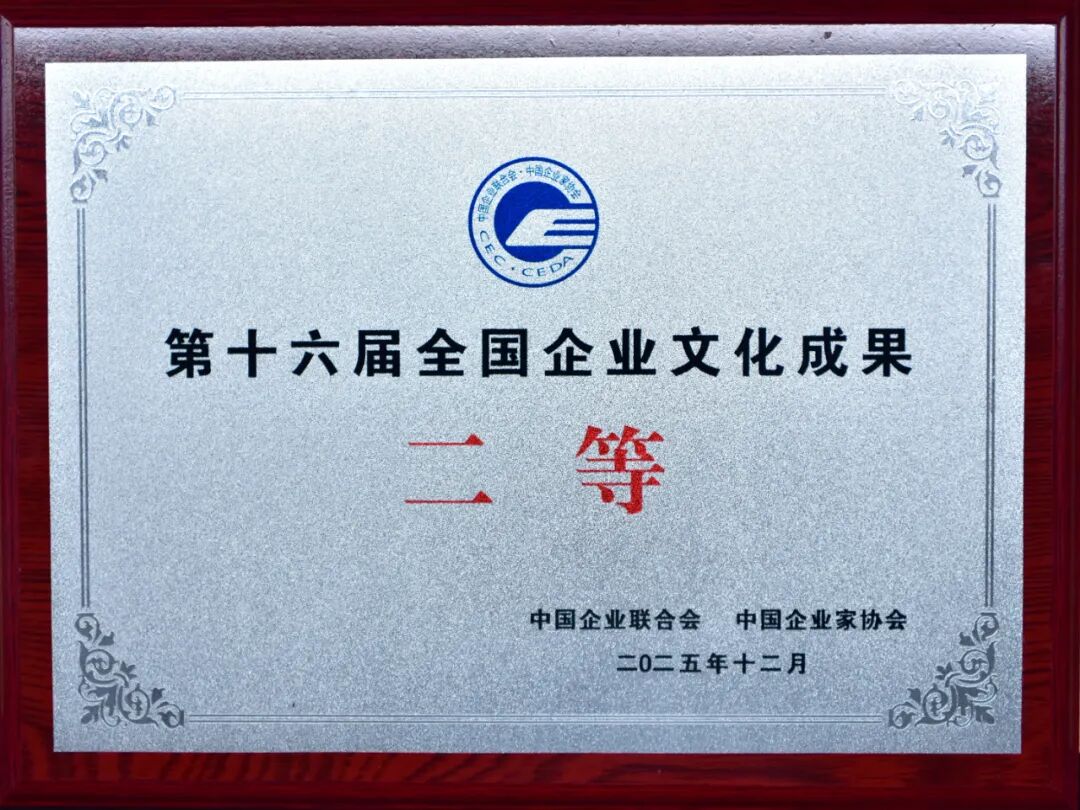 中国企业联合会·中国企业家协会
CEC·CEDA
第十六届全国企业文化成果
二等
中国企业联合会 中国企业家协会
二0二五年十二月